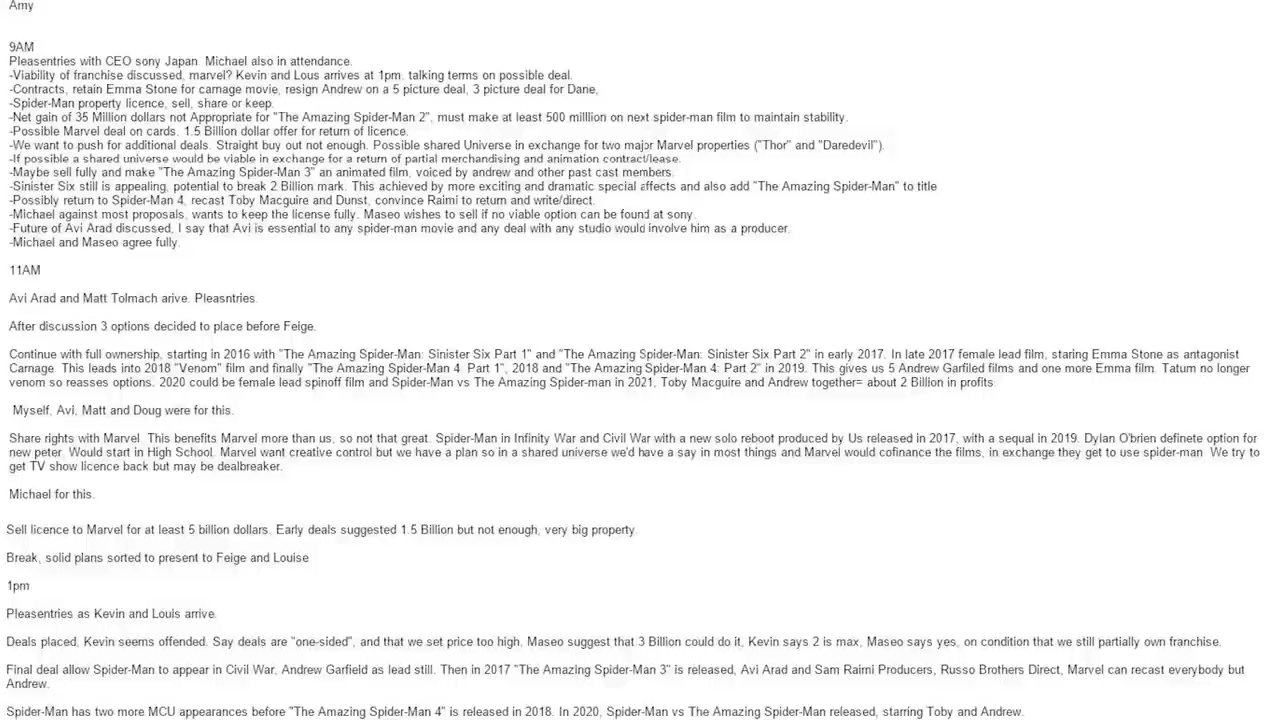 Amy
9AM
Pleasentries with CEO sony Japan. Michael also in attendance.
-Viability of franchise discussed, marvel? Kevin and Lous arrives at 1pm. talking terms on possible deal.
-Contracts, retain Emma Stone for carnage movie, resign Andrew on a 5 picture deal, 3 picture deal for Dane,
-Spider-Man property licence, sell, share or keep.
-Net gain of 35 Million dollars not Appropriate for "The Amazing Spider-Man 2", must make at least 500 milllion on next spider-man film to maintain stability.
-Possible Marvel deal on cards. 1.5 Billion dollar offer for return of licence.
-We want to push for additional deals. Straight buy out not enough. Possible shared Universe in exchange for two major Marvel properties ("Thor" and "Daredevil").
-If possible a shared universe would be viable in exchange for a return of partial merchandising and animation contract/lease.
-Maybe sell fully and make "The Amazing Spider-Man 3" an animated film, voiced by andrew and other past cast members.
-Sinister Six still is appealing, potential to break 2 Billion mark. This achieved by more exciting and dramatic special affects and also add "The Amazing Spider-Man" to title
-Possibly return to Spider-Man 4, recast Toby Macguire and Dunst, convince Raimi to return and write/direct.
-Michael against most proposals, wants to keep the license fully. Maseo wishes to sell if no viable option can be found at sony.
-Future of Avi Arad discussed, I say that Avi is essential to any spider-man movie and any deal with any studio would involve him as a producer.
-Michael and Maseo agree fully.
11AM
Avi Arad and Matt Tolmach arive. Pleasntries.
After discussion 3 options decided to place before Feige.
Continue with full ownership, starting in 2016 with "The Amazing Spider-Man: Sinister Six Part 1" and "The Amazing Spider-Man: Sinister Six Part 2" in early 2017. In late 2017 female lead film, staring Emma Stone as antagonist
Carnage. This leads into 2018 "Venom" film and finally "The Amazing Spider-Man 4: Part 1", 2018 and "The Amazing Spider-Man 4: Part 2" in 2019. This gives us 5 Andrew Garfiled films and one more Emma film. Tatum no longer
venom so reasses options. 2020 could be female lead spinoff film and Spider-Man vs The Amazing Spider-man in 2021, Toby Macguire and Andrew together= about 2 Billion in profits.
Myself, Avi, Matt and Doug were for this.
Share rights with Marvel. This benefits Marvel more than us, so not that great. Spider-Man in Infinity War and Civil War with a new solo reboot produced by Us released in 2017, with a sequal in 2019. Dylan O'brien definete option for
new peter. Would start in High School. Marvel want creative control but we have a plan so in a shared universe we'd have a say in most things and Marvel would cofinance the films, in exchange they get to use spider-man. We try to
get TV show licence back but may be dealbreaker.
Michael for this.
Sell licence to Marvel for at least 5 billion dollars. Early deals suggested 1.5 Billion but not enough, very big property.
Break, solid plans sorted to present to Feige and Louise
1pm
Pleasentries as Kevin and Louis arrive.
Deals placed, Kevin seems offended. Say deals are "one-sided", and that we set price too high. Maseo suggest that 3 Billion could do it, Kevin says 2 is max, Maseo says yes, on condition that we still partially own franchise.
Final deal allow Spider-Man to appear in Civil War, Andrew Garfield as lead still. Then in 2017 "The Amazing Spider-Man 3" is released, Avi Arad and Sam Raimi Producers, Russo Brothers Direct, Marvel can recast everybody but
Andrew.
Spider-Man has two more MCU appearances before "The Amazing Spider-Man 4" is released in 2018. In 2020, Spider-Man vs The Amazing Spider-Man released, starring Toby and Andrew.